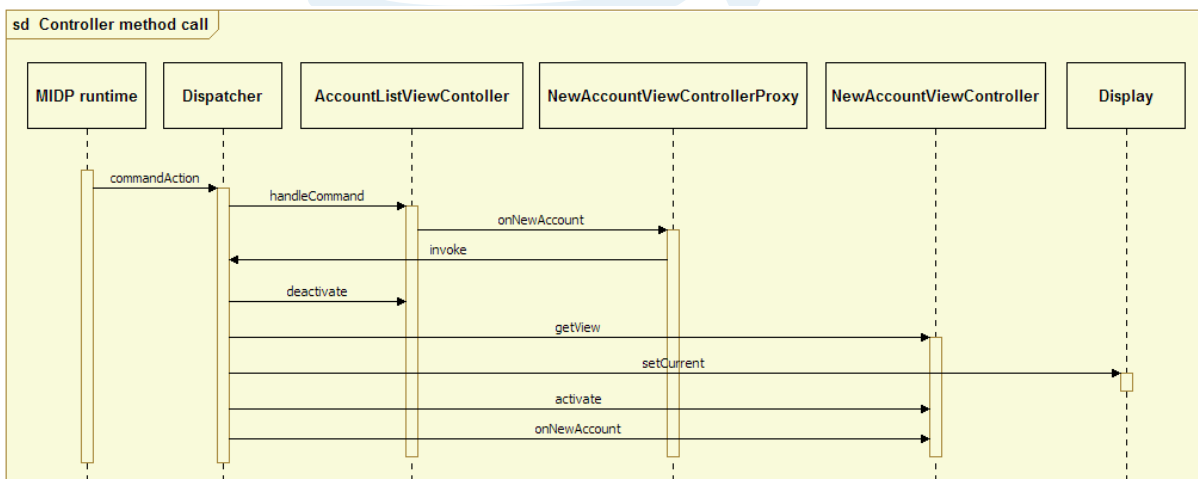 sd Controller method call
MIDP runtime
Dispatcher
AccountListViewContoller
NewAccountViewControllerProxy
NewAccountViewController
Display
commandAction
handleCommand
onNewAccount
invoke
deactivate
getView
setCurrent
activate
onNewAccount